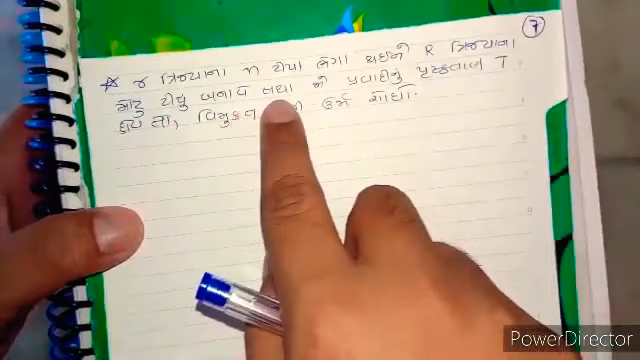 7
☆ r ત્રિજ્યાના n ટીપા ભેગા થઈને R ત્રિજ્યાના
મોટુ ટીપુ બનાવે તથા જો પ્રવાહીનું પૃષ્ઠતાણ T
હોય તો, વિમુક્ત ઉર્જા શોધો.
PowerDirector